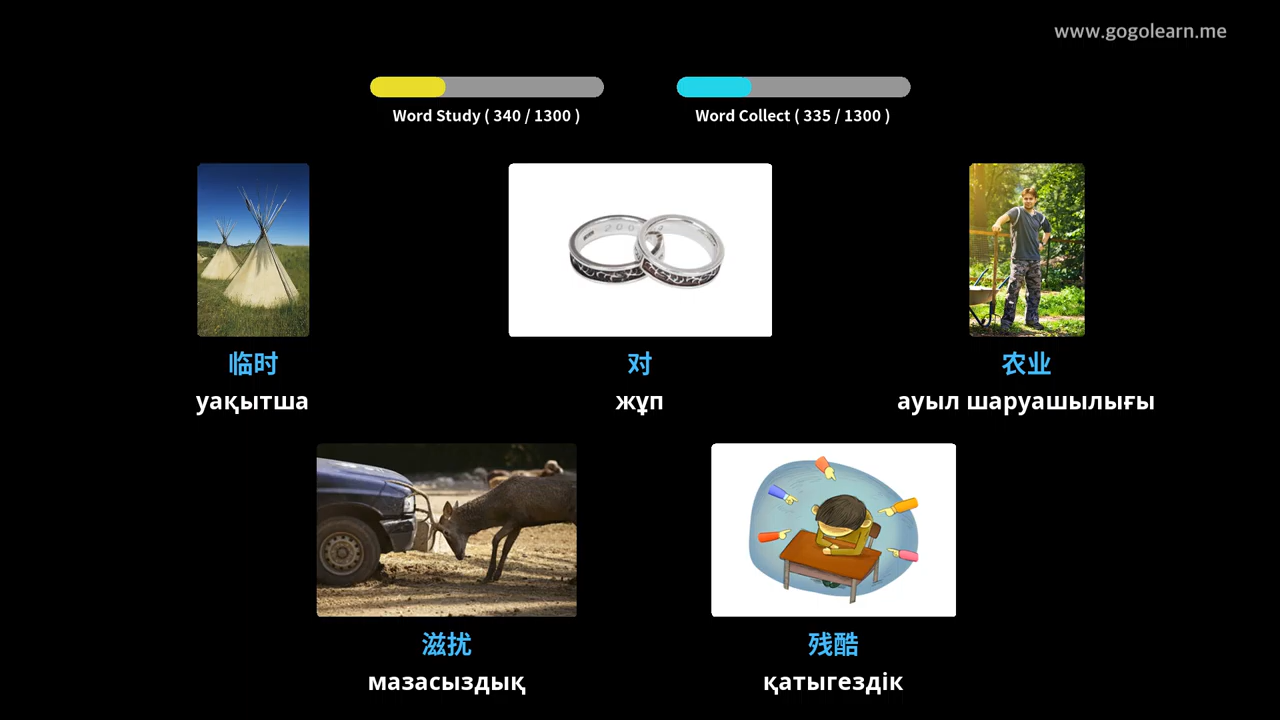 www.gogolearn.me
Word Study ( 340 / 1300 )
Word Collect ( 335 / 1300 )
临时
уақытша
对
жұп
农业
ауыл шаруашылығы
滋扰
мазасыздық
残酷
қатыгездік